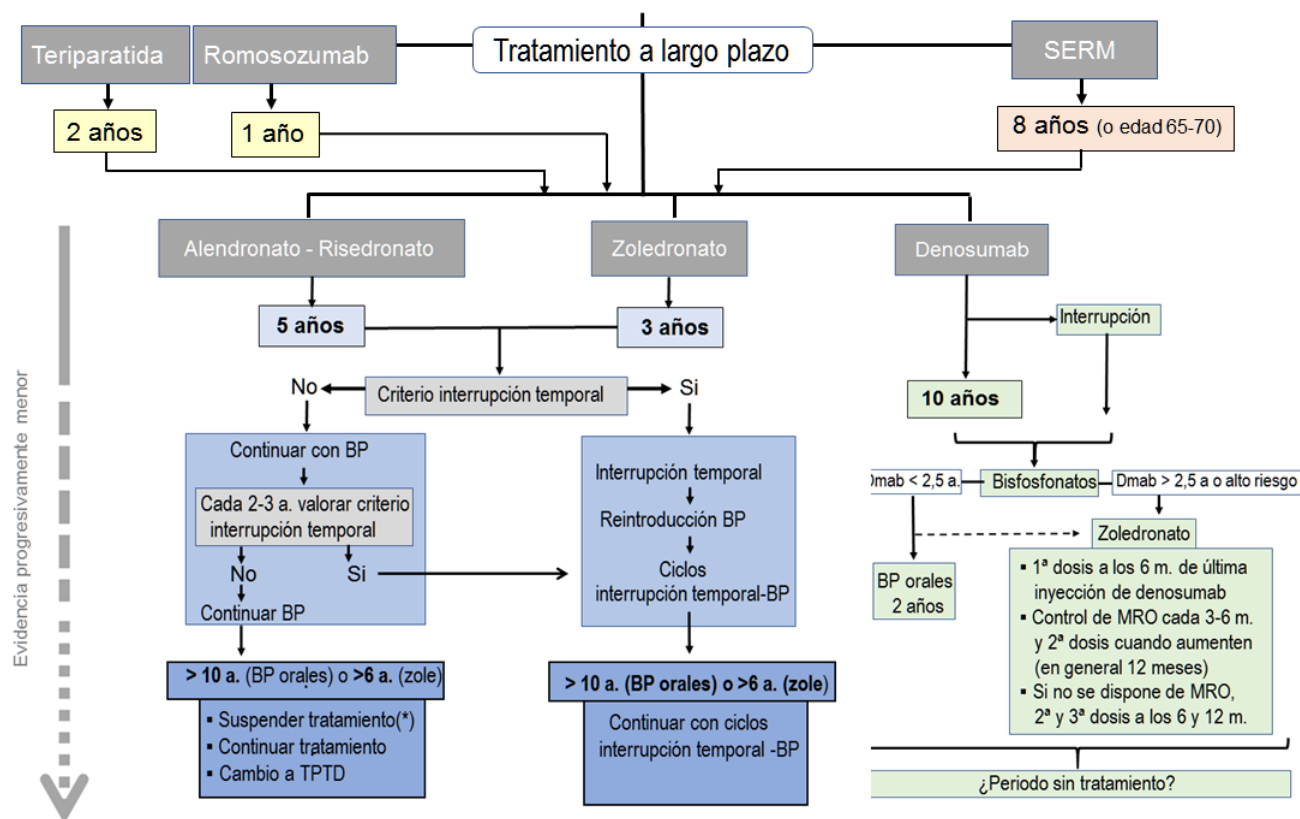 Tratamiento a largo plazo
Teriparatida
Romosozumab
SERM
2 años
1 año
8 años (o edad 65-70)
Alendronato - Risedronato
Zoledronato
Denosumab
5 años
3 años
Interrupción
No
Criterio interrupción temporal
Si
10 años
Continuar con BP
Cada 2-3 a. valorar criterio
interrupción temporal
No
Si
Continuar BP
Interrupción temporal
Reintroducción BP
Ciclos
interrupción temporal-BP
Dmab < 2,5 a.
Bisfosfonatos
Dmab > 2,5 a o alto riesgo
BP orales
2 años
Zoledronato
▪ 1ª dosis a los 6 m. de última
inyección de denosumab
▪ Control de MRO cada 3-6 m.
y 2ª dosis cuando aumenten
(en general 12 meses)
▪ Si no se dispone de MRO,
2ª y 3ª dosis a los 6 y 12 m.
> 10 a. (BP orales) o >6 a. (zole)
▪ Suspender tratamiento(*)
▪ Continuar tratamiento
▪ Cambio a TPTD
> 10 a. (BP orales) o >6 a. (zole)
Continuar con ciclos
interrupción temporal -BP
¿Periodo sin tratamiento?
Evidencia progresivamente menor